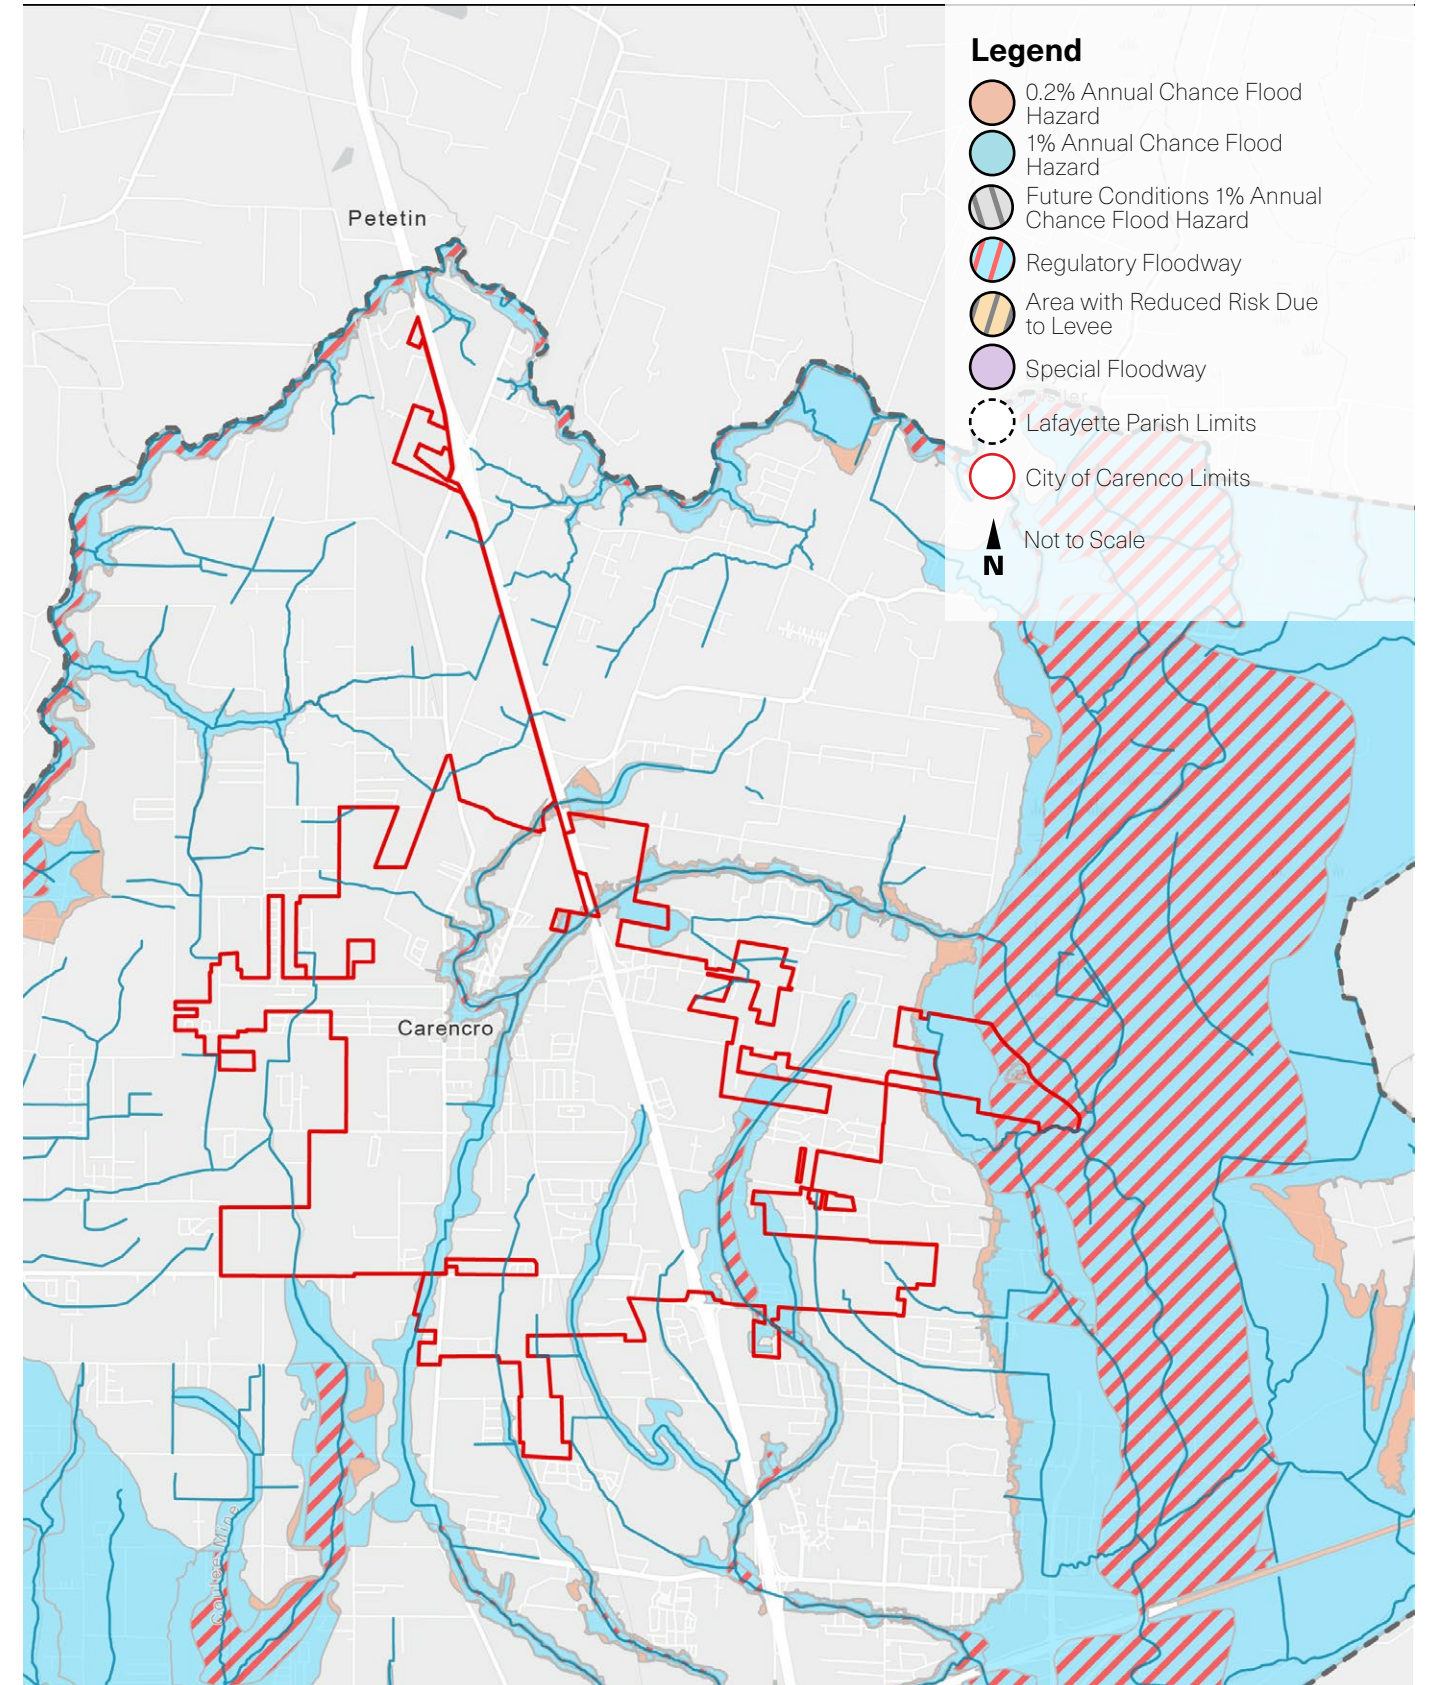 Legend
0.2% Annual Chance Flood
Hazard
1% Annual Chance Flood
Hazard
Future Conditions 1% Annual
Chance Flood Hazard
Regulatory Floodway
Area with Reduced Risk Due
to Levee
Special Floodway
Lafayette Parish Limits
City of Carenco Limits
Not to Scale
N
Petetin
Carencro
Coulee Mine